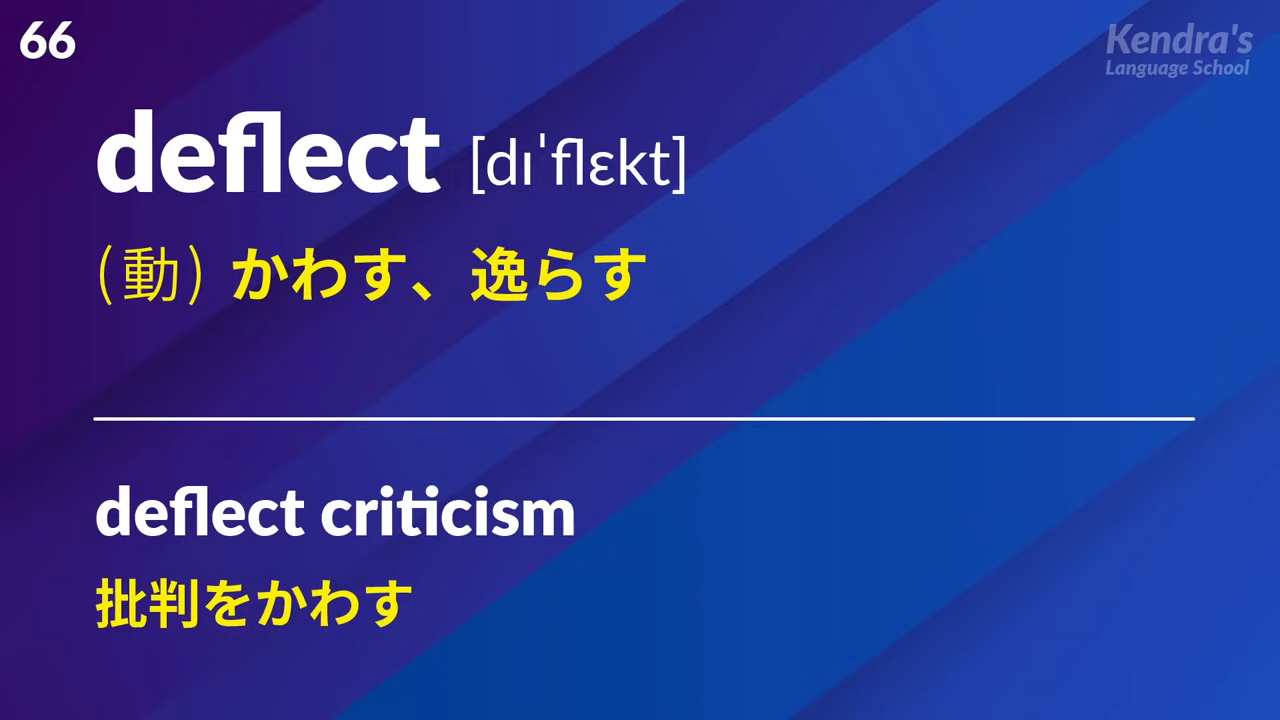 66
Kendra's
Language School
deflect [dɪˈflɛkt]
(動) かわす、逸らす
deflect criticism
批判をかわす